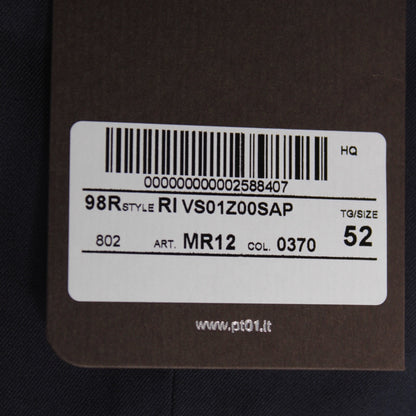 HQ
000000000002588407
98R STYLE RI VS01Z00SAP
TG/SIZE
802 ART. MR12 COL. 0370 52
www.pt01.it